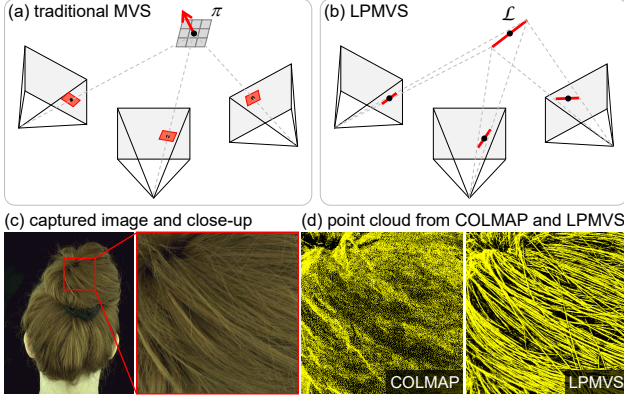 (a) traditional MVS
π
(b) LPMVS
ℒ
(c) captured image and close-up
(d) point cloud from COLMAP and LPMVS
COLMAP
LPMVS